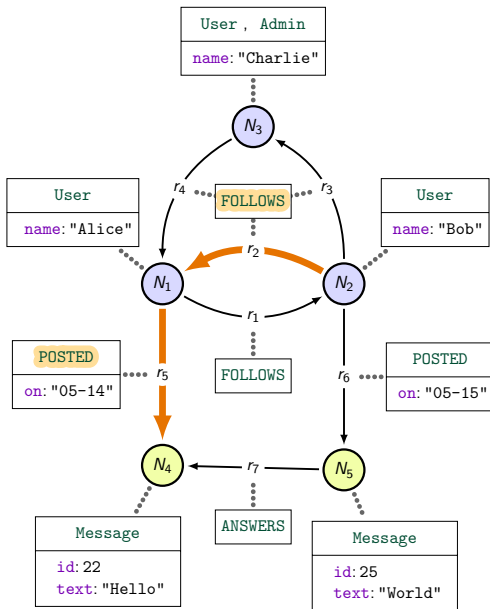 User , Admin
name: "Charlie"
N3
r4
FOLLOWS
r3
User
name: "Alice"
User
name: "Bob"
r2
N1
N2
r1
POSTED
on: "05-14"
r5
FOLLOWS
r6
POSTED
on: "05-15"
N4
r7
N5
Message
id: 22
text: "Hello"
ANSWERS
Message
id: 25
text: "World"